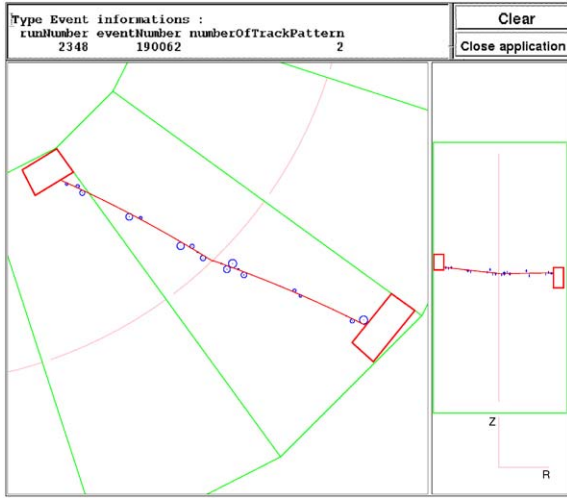 Type Event informations :
runNumber eventNumber numberOfTrackPattern
2348 190062 2
Clear
Close application
Z
R